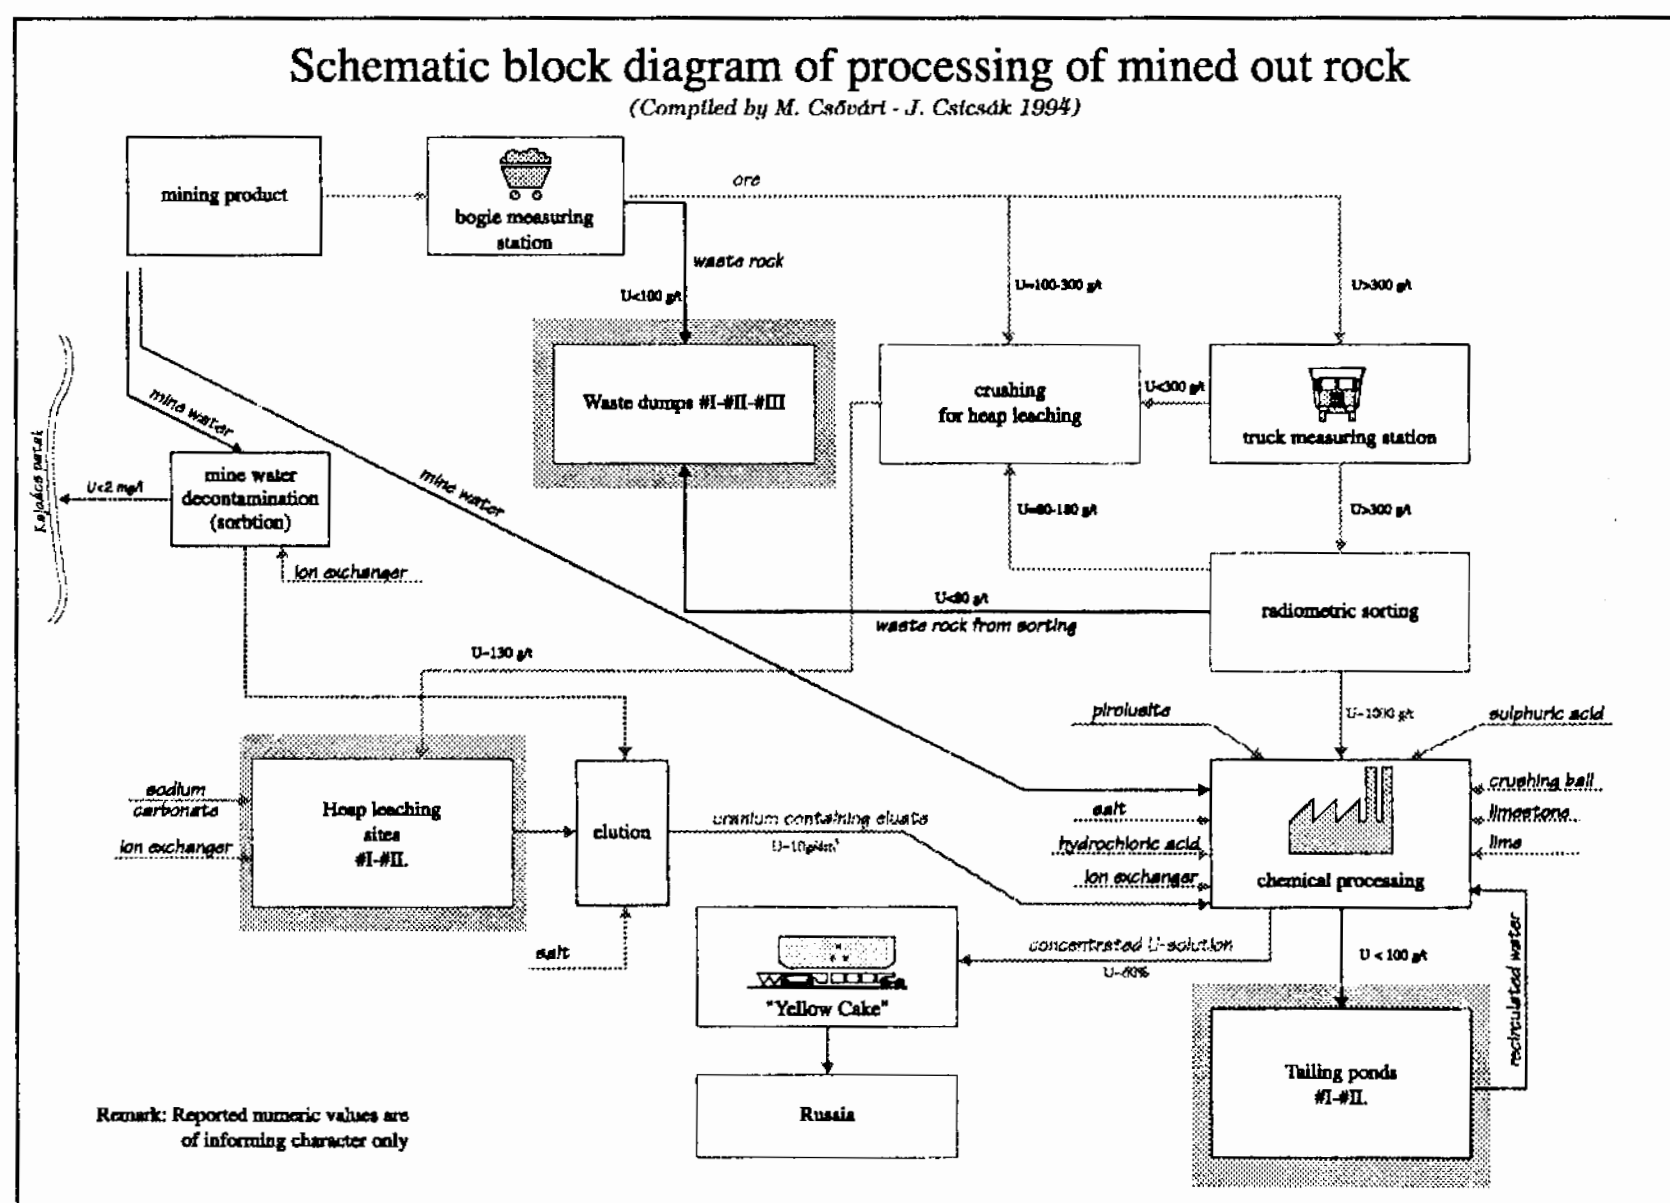 Schematic block diagram of processing of mined out rock
(Compiled by M. Csővári - J. Csicsák 1994)
mining product
bogie measuring
station
ore
waste rock
U<100 g/t
U=100-300 g/t
U>300 g/t
Waste dumps #I-#II-#III
crushing
for heap leaching
U<300 g/t
truck measuring station
mine water
mine water
decontamination
(sorbtion)
U<2 mg/l
ion exchanger
mine water
U>300 g/t
radiometric sorting
waste rock from sorting
U~130 g/t
pirolusite
sulphuric acid
sodium
carbonate
ion exchanger
Heap leaching
sites
#I-#II.
elution
salt
uranium containing eluate
salt
hydrochloric acid
ion exchanger
crushing ball
limestone
lime
chemical processing
concentrated U-solution
U < 100 g/t
recirculated water
"Yellow Cake"
Russia
Tailing ponds
#I-#II.
Remark: Reported numeric values are
of informing character only